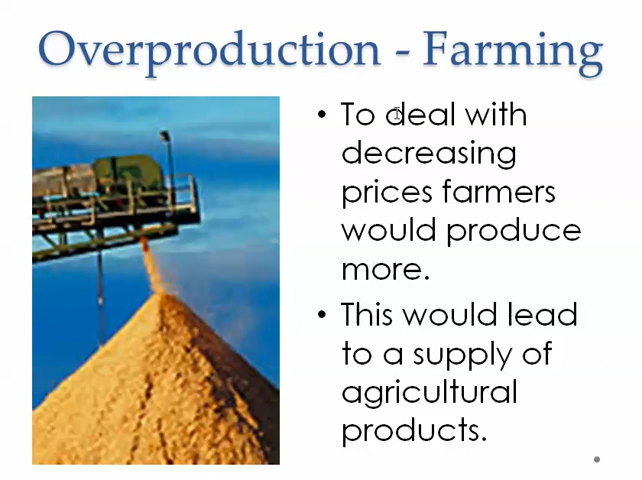 Overproduction - Farming
• To deal with
decreasing
prices farmers
would produce
more.
• This would lead
to a supply of
agricultural
products.